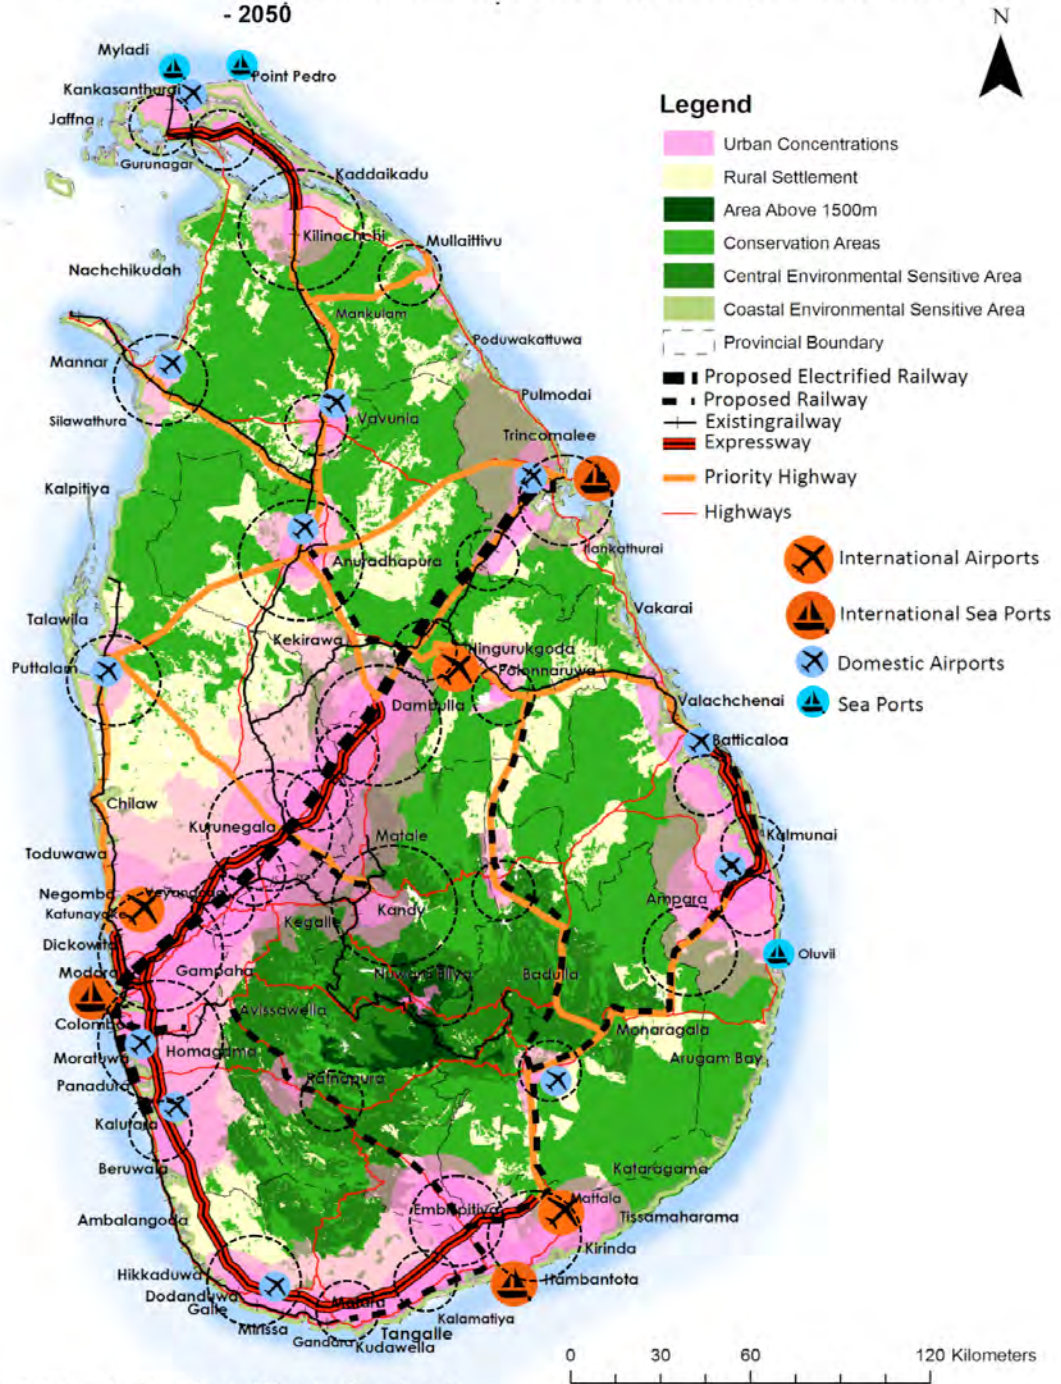 - 2050
N
Myladi
Point Pedro
Kankasanthurai
Jaffna
Gurunagar
Kaddaikadu
Kilinochchi
Mullaittivu
Nachchikudah
Mankulam
Poduwakattuwa
Mannar
Pulmodai
Silawathura
Vavunia
Trincomalee
Kalpitiya
Anuradhapura
Talawila
Vakarai
Kekirawa
Hingurukgoda
Puttalam
Polonnaruwa
Dambulla
Valachchenai
Batticaloa
Chilaw
Kurunegala
Matale
Kalmunai
Toduwawa
Negombo
Ampara
Katunayake
Kandy
Kegalle
Dickowita
Oluvil
Modara
Gampaha
Nuwara Eliya
Badulla
Avissawella
Colombo
Monaragala
Moratuwa
Homagama
Arugam Bay
Panadura
Ratnapura
Kalutara
Beruwala
Kataragama
Mattala
Ambalangoda
Embilipitiya
Tissamaharama
Kirinda
Hikkaduwa
Hambantota
Dodanduwa
Galle
Matara
Mirissa
Kalamatiya
Gandara
Tangalle
Kudawella
Legend
Urban Concentrations
Rural Settlement
Area Above 1500m
Conservation Areas
Central Environmental Sensitive Area
Coastal Environmental Sensitive Area
Provincial Boundary
Proposed Electrified Railway
Proposed Railway
Existingrailway
Expressway
Priority Highway
Highways
International Airports
International Sea Ports
Domestic Airports
Sea Ports
0 30 60 120 Kilometers